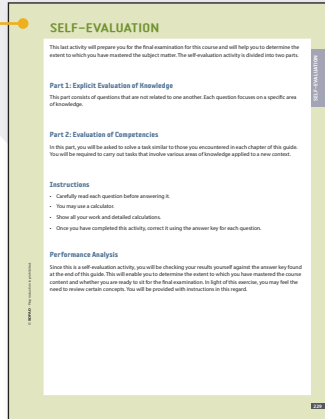 SELF-EVALUATION
This last activity will prepare you for the final examination for this course and will help you to determine the
extent to which you have mastered the subject matter. The self-evaluation activity is divided into two parts.
Part 1: Explicit Evaluation of Knowledge
This part consists of questions that are not related to one another. Each question focuses on a specific area
of knowledge.
Part 2: Evaluation of Competencies
In this part, you will be asked to solve a task similar to those you encountered in each chapter of this guide.
You will be required to carry out tasks that involve various areas of knowledge applied to a new context.
Instructions
• Carefully read each question before answering it.
• You may use a calculator.
• Show all your work and detailed calculations.
• Once you have completed this activity, correct it using the answer key for each question.
Performance Analysis
Since this is a self-evaluation activity, you will be checking your results yourself against the answer key found
at the end of this guide. This will enable you to determine the extent to which you have mastered the course
content and whether you are ready to sit for the final examination. In light of this exercise, you may feel the
need to review certain concepts. You will be provided with instructions in this regard.
SELF-EVALUATION
© SOFAD